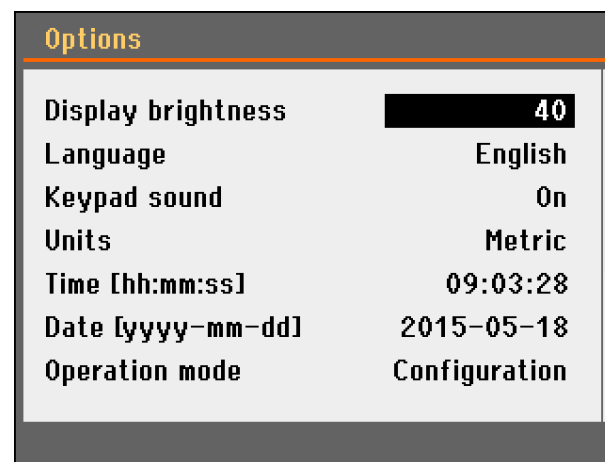 Options
Display brightness 40
Language English
Keypad sound On
Units Metric
Time [hh:mm:ss] 09:03:28
Date [yyyy-mm-dd] 2015-05-18
Operation mode Configuration